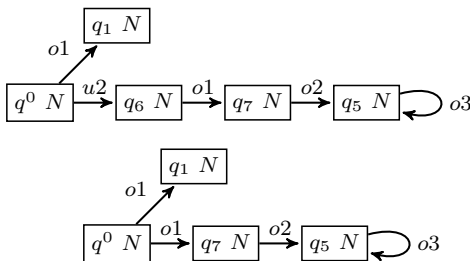 q₁ N
o1
q⁰ N u2 q₆ N o1 q₇ N o2 q₅ N o3
q₁ N
o1
q⁰ N o1 q₇ N o2 q₅ N o3